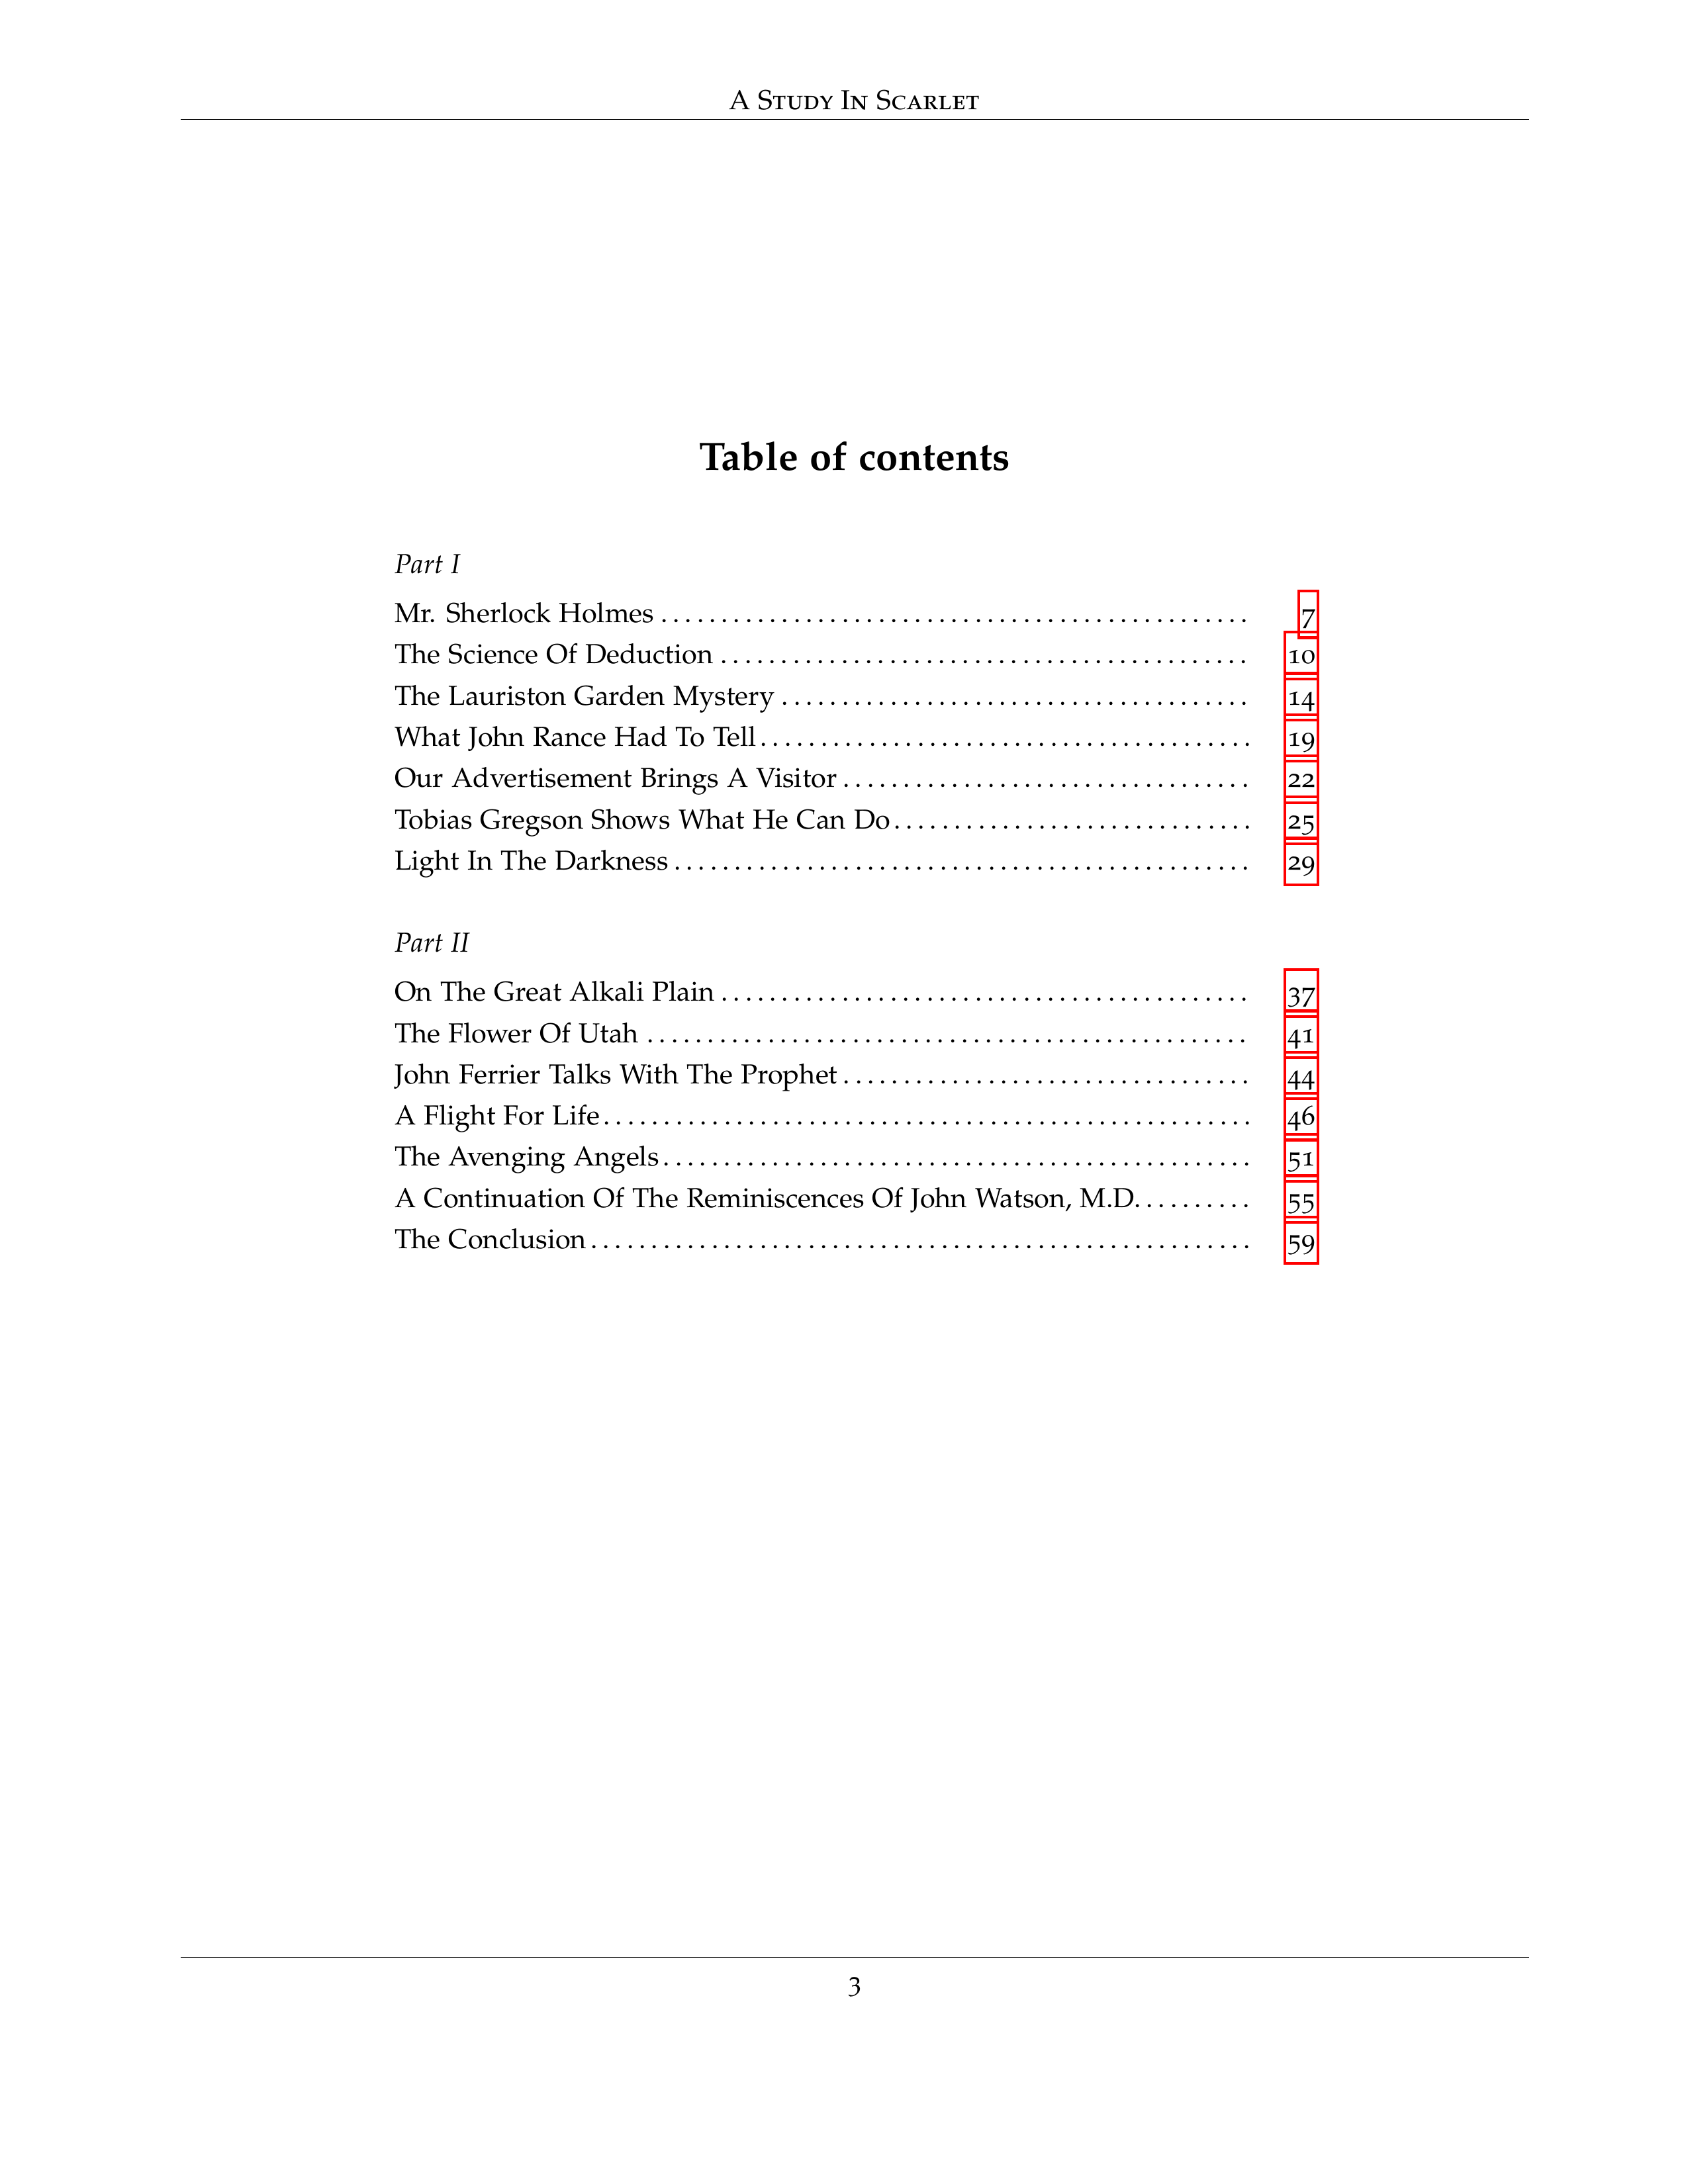 A Study In Scarlet
Table of contents
Part I
Mr. Sherlock Holmes . . . . . . . . . . . . . . . . . . . . . . . . . . . . . . . . . . . . . . . . . . . . . . . . . 7
The Science Of Deduction . . . . . . . . . . . . . . . . . . . . . . . . . . . . . . . . . . . . . . . . . . . . 10
The Lauriston Garden Mystery . . . . . . . . . . . . . . . . . . . . . . . . . . . . . . . . . . . . . . . 14
What John Rance Had To Tell . . . . . . . . . . . . . . . . . . . . . . . . . . . . . . . . . . . . . . . . . 19
Our Advertisement Brings A Visitor . . . . . . . . . . . . . . . . . . . . . . . . . . . . . . . . . . 22
Tobias Gregson Shows What He Can Do . . . . . . . . . . . . . . . . . . . . . . . . . . . . . . 25
Light In The Darkness . . . . . . . . . . . . . . . . . . . . . . . . . . . . . . . . . . . . . . . . . . . . . . . . 29
Part II
On The Great Alkali Plain . . . . . . . . . . . . . . . . . . . . . . . . . . . . . . . . . . . . . . . . . . . . 37
The Flower Of Utah . . . . . . . . . . . . . . . . . . . . . . . . . . . . . . . . . . . . . . . . . . . . . . . . . . 41
John Ferrier Talks With The Prophet . . . . . . . . . . . . . . . . . . . . . . . . . . . . . . . . . . 44
A Flight For Life . . . . . . . . . . . . . . . . . . . . . . . . . . . . . . . . . . . . . . . . . . . . . . . . . . . . . . 46
The Avenging Angels . . . . . . . . . . . . . . . . . . . . . . . . . . . . . . . . . . . . . . . . . . . . . . . . . 51
A Continuation Of The Reminiscences Of John Watson, M.D. . . . . . . . . . . 55
The Conclusion . . . . . . . . . . . . . . . . . . . . . . . . . . . . . . . . . . . . . . . . . . . . . . . . . . . . . . . 59
3